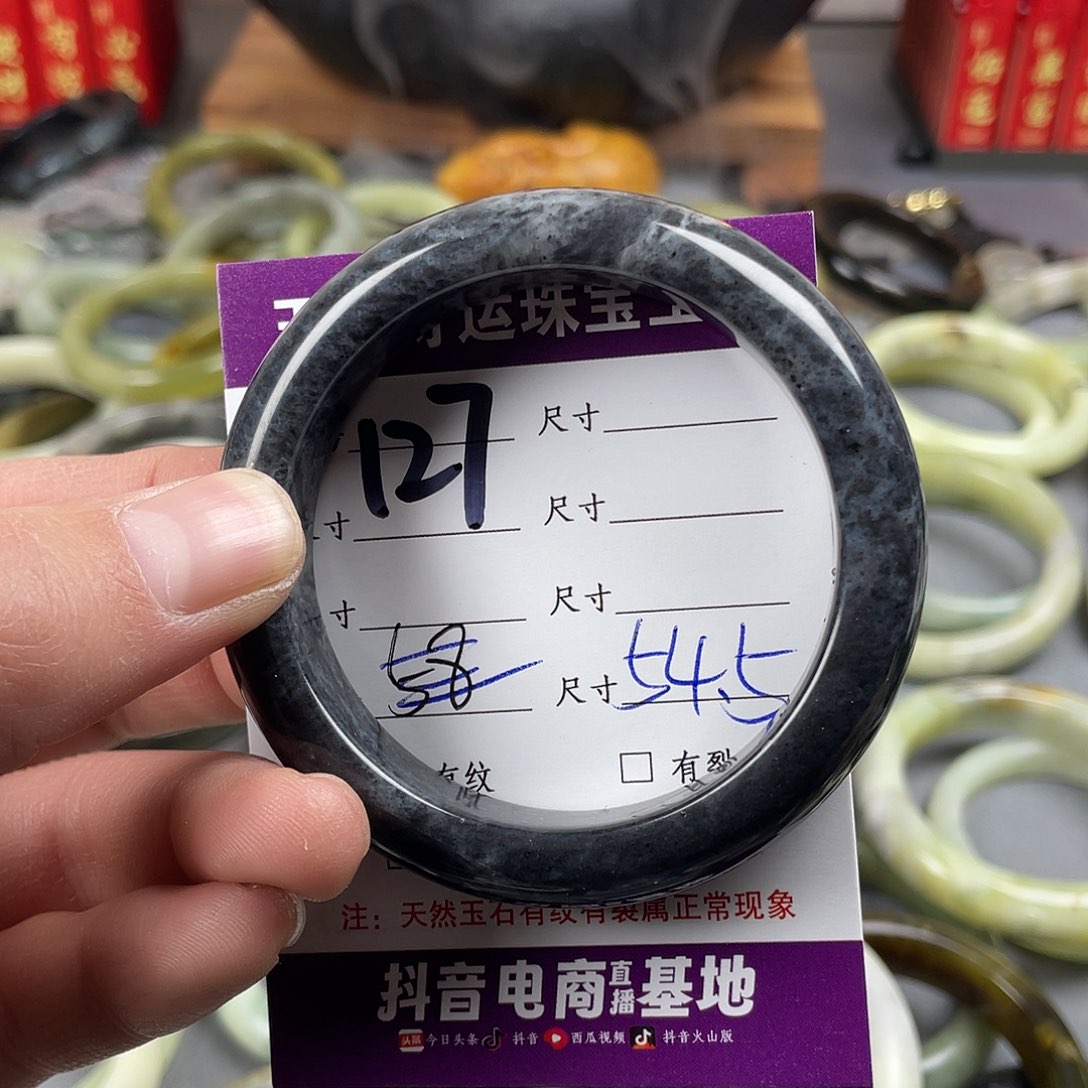 运珠宝玉
127
尺寸
寸 尺寸
寸 尺寸
58 尺寸 54.5
有纹 □ 有裂
注：天然玉石有纹有裂属正常现象
抖音电商直播基地
头条 今日头条 抖音 西瓜视频 抖音火山版